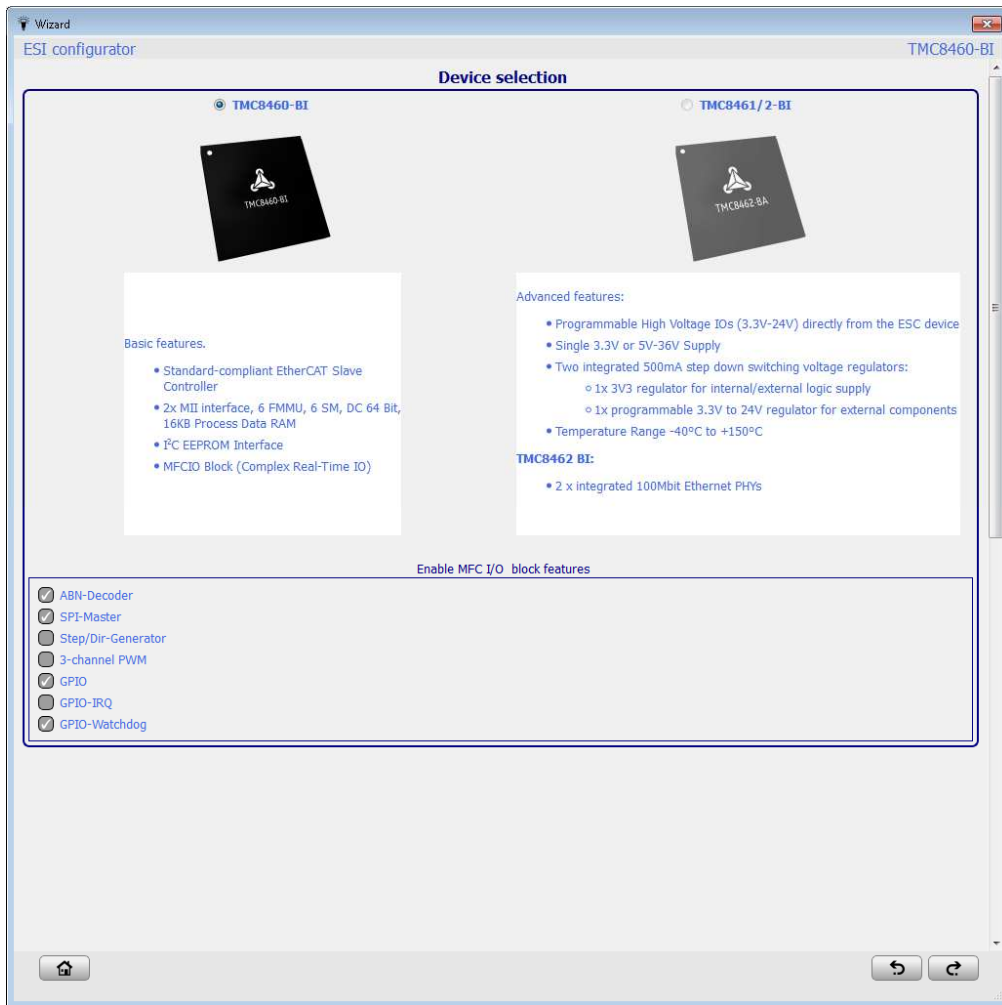 Wizard
ESI configurator
TMC8460-BI
Device selection
TMC8460-BI
TMC8461/2-BI
TMC8460-BI
TMC8462-BA
Basic features.
• Standard-compliant EtherCAT Slave
Controller
• 2x MII interface, 6 FMMU, 6 SM, DC 64 Bit,
16KB Process Data RAM
• I²C EEPROM Interface
• MFCIO Block (Complex Real-Time IO)
Advanced features:
• Programmable High Voltage IOs (3.3V-24V) directly from the ESC device
• Single 3.3V or 5V-36V Supply
• Two integrated 500mA step down switching voltage regulators:
○ 1x 3V3 regulator for internal/external logic supply
○ 1x programmable 3.3V to 24V regulator for external components
• Temperature Range -40ºC to +150ºC
TMC8462 BI:
• 2 x integrated 100Mbit Ethernet PHYs
Enable MFC I/O block features
ABN-Decoder
SPI-Master
Step/Dir-Generator
3-channel PWM
GPIO
GPIO-IRQ
GPIO-Watchdog